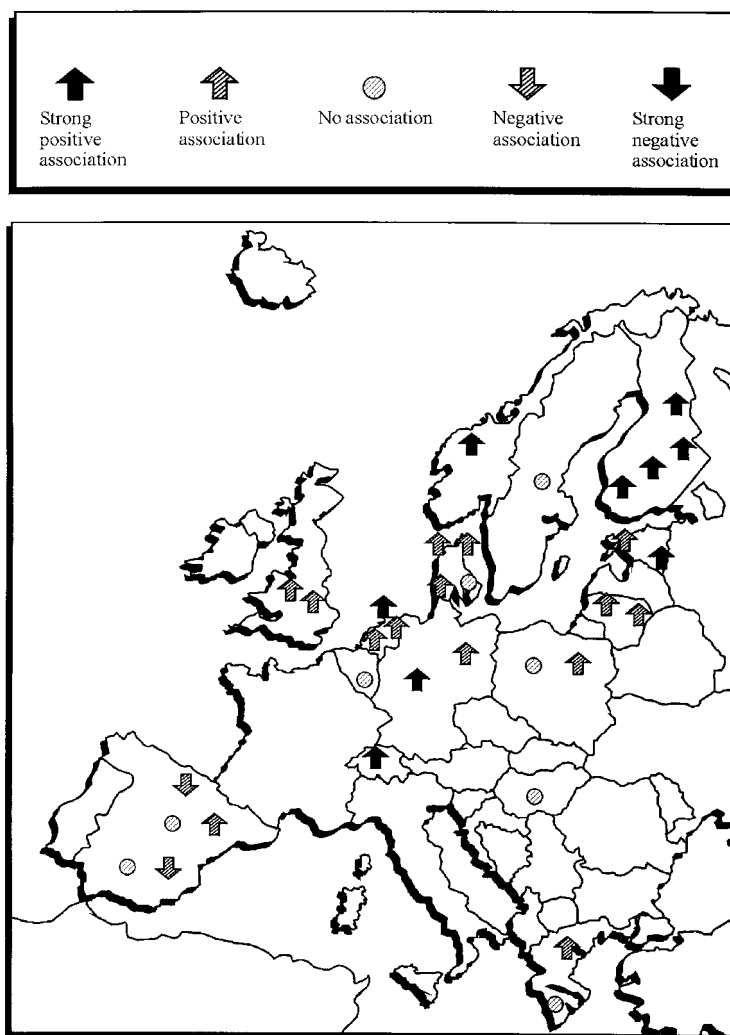 Strong
positive
association
Positive
association
No association
Negative
association
Strong
negative
association